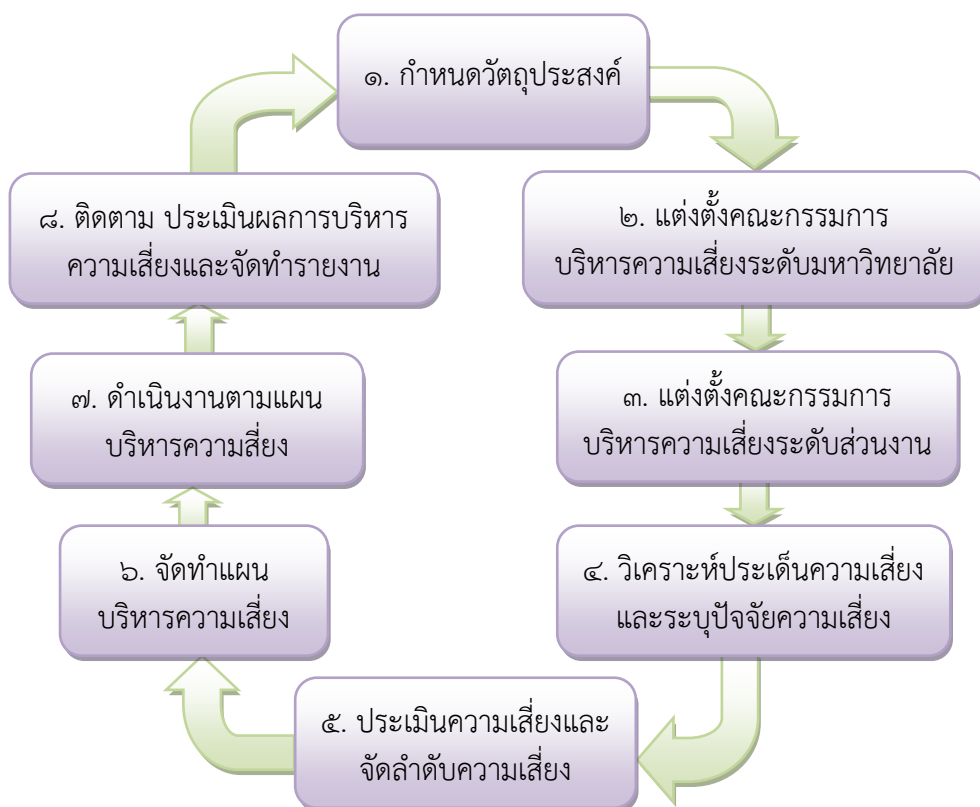 ๑. กำหนดวัตถุประสงค์
๒. แต่งตั้งคณะกรรมการ
บริหารความเสี่ยงระดับมหาวิทยาลัย
๓. แต่งตั้งคณะกรรมการ
บริหารความเสี่ยงระดับส่วนงาน
๔. วิเคราะห์ประเด็นความเสี่ยง
และระบุปัจจัยความเสี่ยง
๕. ประเมินความเสี่ยงและ
จัดลำดับความเสี่ยง
๖. จัดทำแผน
บริหารความเสี่ยง
๗. ดำเนินงานตามแผน
บริหารความสี่ยง
๘. ติดตาม ประเมินผลการบริหาร
ความเสี่ยงและจัดทำรายงาน